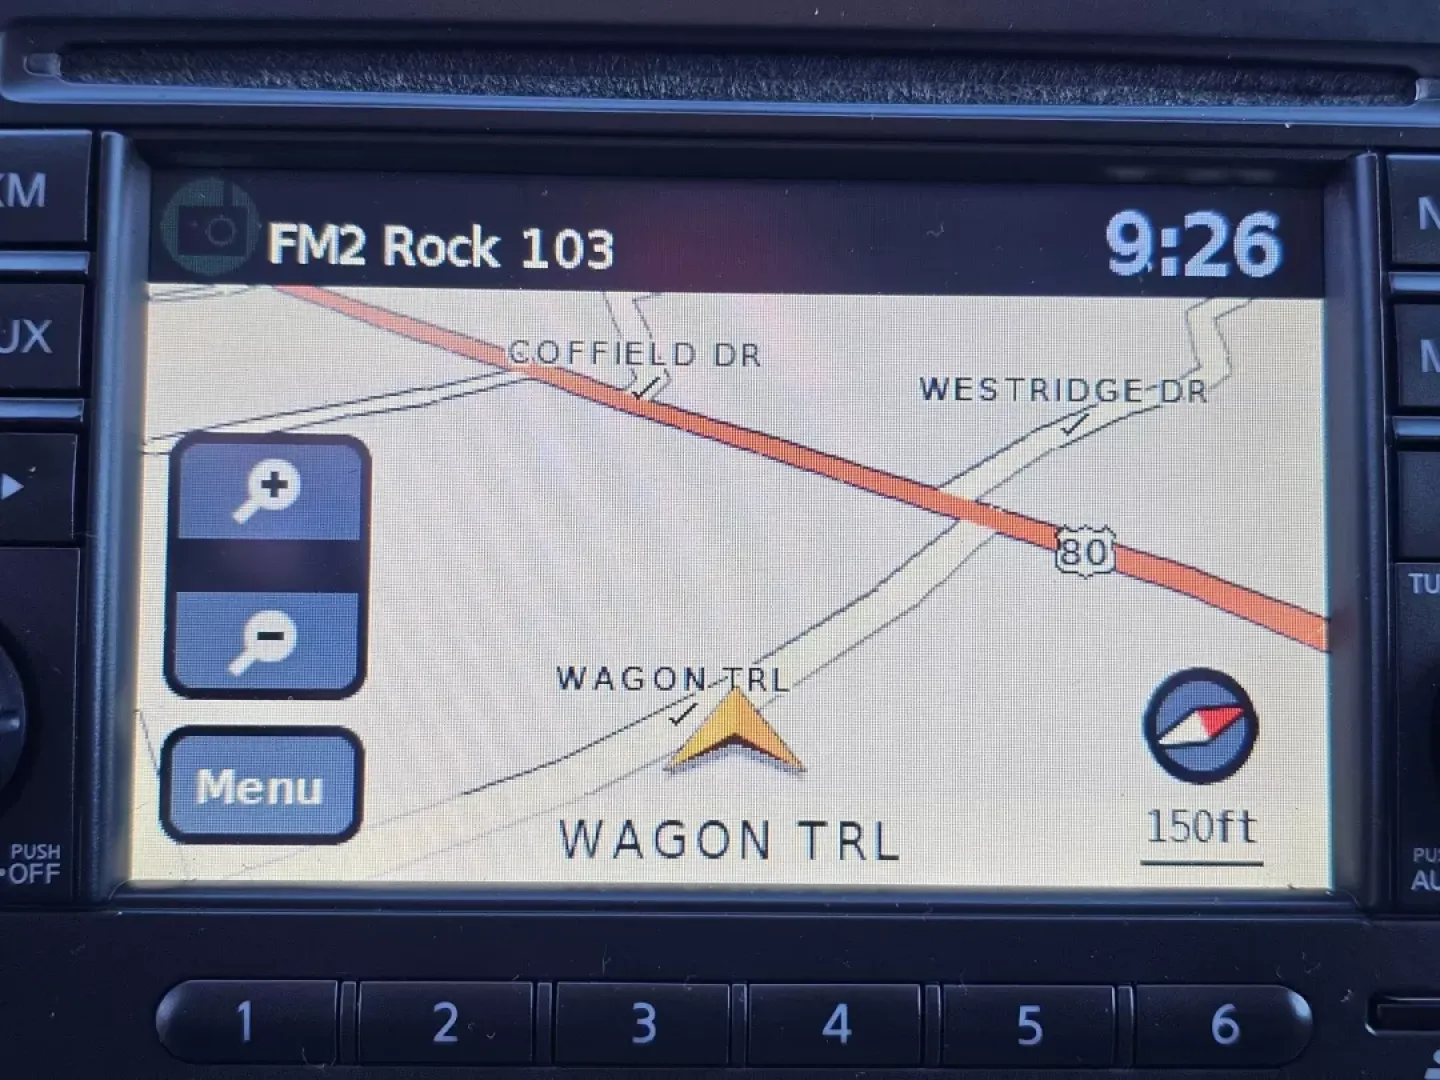 XM
FM2 Rock 103
9:26
COFFIELD DR
WESTRIDGE DR
80
WAGON TRL
Menu
WAGON TRL
150ft
PUSH
OFF
1 2 3 4 5 6